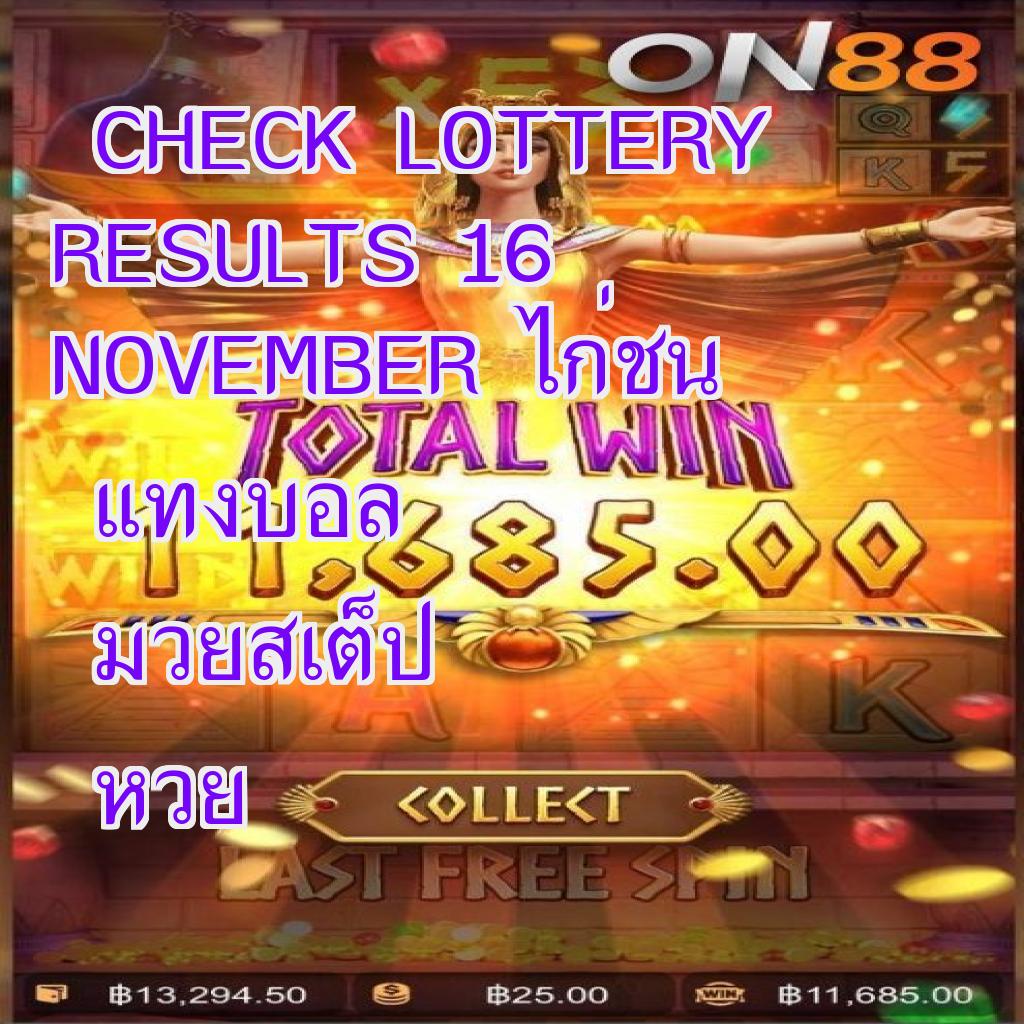 ON88
x5
Q
K 5
CHECK LOTTERY
RESULTS 16
NOVEMBER ไก่ชน
TOTAL WIN
แทงบอล
11,685.00
มวยสเต็ป
A K
หวย
COLLECT
LAST FREE SPIN
฿13,294.50 ฿25.00 WIN ฿11,685.00